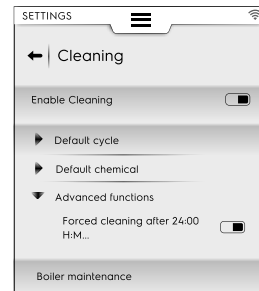 SETTINGS
Cleaning
Enable Cleaning
Default cycle
Default chemical
Advanced functions
Forced cleaning after 24:00
H:M...
Boiler maintenance